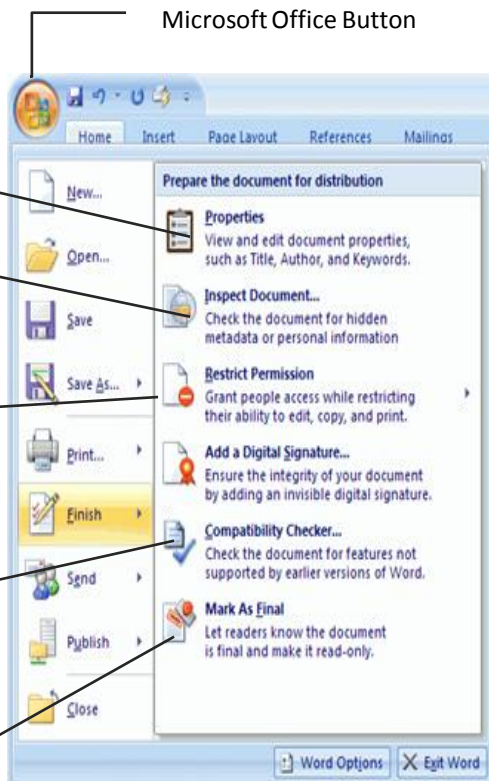 Microsoft Office Button
Home Insert Page Layout References Mailings
New...
Open...
Save
Save As...
Print...
Finish
Send
Publish
Close
Prepare the document for distribution
Properties
View and edit document properties,
such as Title, Author, and Keywords.
Inspect Document...
Check the document for hidden
metadata or personal information
Restrict Permission
Grant people access while restricting
their ability to edit, copy, and print.
Add a Digital Signature...
Ensure the integrity of your document
by adding an invisible digital signature.
Compatibility Checker...
Check the document for features not
supported by earlier versions of Word.
Mark As Final
Let readers know the document
is final and make it read-only.
Word Options Exit Word